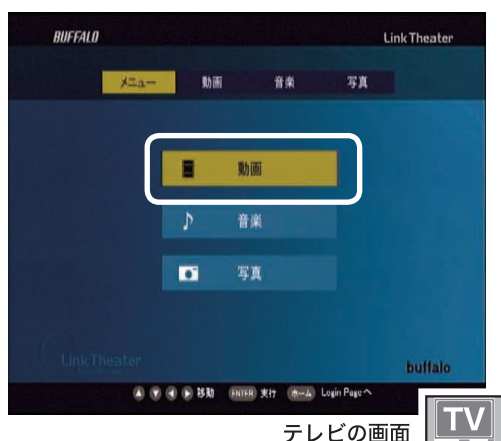 BUFFALO LinkTheater
メニュー 動画 音楽 写真
動画
音楽
写真
LinkTheater
buffalo
移動 ENTER 実行 ホーム Login Pageへ
テレビの画面 TV